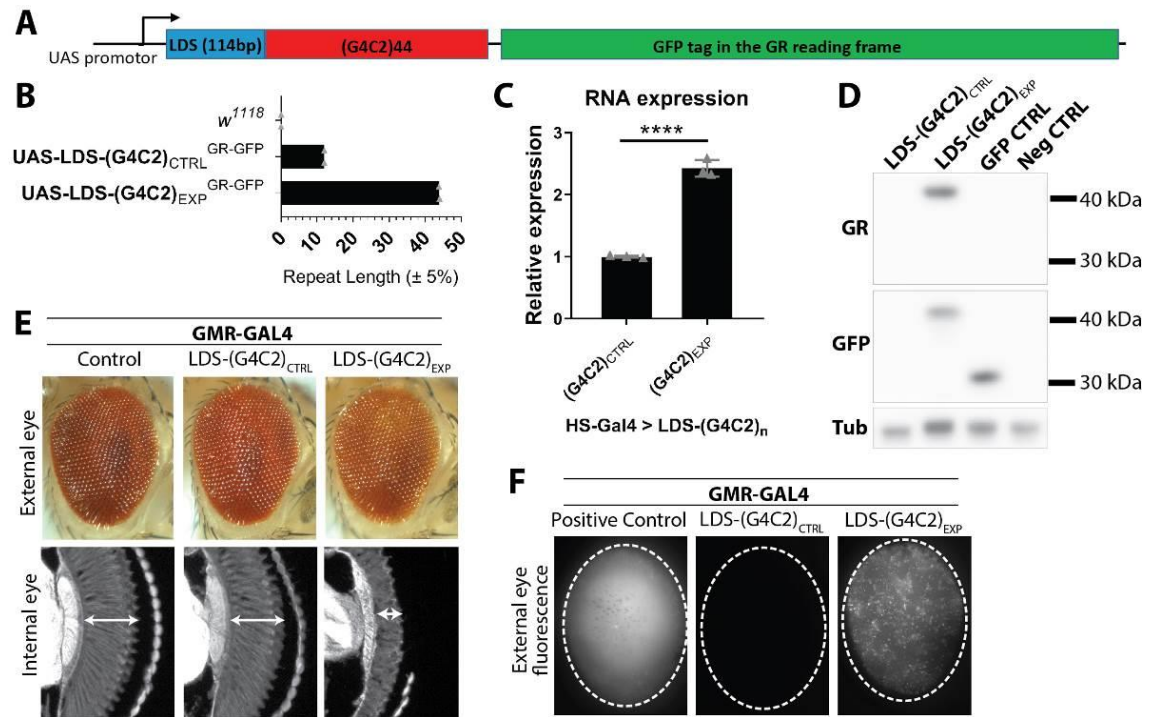 A
UAS promotor
LDS (114bp)
(G4C2)44
GFP tag in the GR reading frame
B
w1118
UAS-LDS-(G4C2)CTRL GR-GFP
UAS-LDS-(G4C2)EXP GR-GFP
0 10 20 30 40 50
Repeat Length (± 5%)
C
RNA expression
****
3
2
1
0
Relative expression
(G4C2)CTRL
(G4C2)EXP
HS-Gal4 > LDS-(G4C2)n
D
LDS-(G4C2)CTRL
LDS-(G4C2)EXP
GFP CTRL
Neg CTRL
GR
40 kDa
30 kDa
GFP
40 kDa
30 kDa
Tub
E
GMR-GAL4
Control LDS-(G4C2)CTRL LDS-(G4C2)EXP
External eye
Internal eye
F
GMR-GAL4
Positive Control LDS-(G4C2)CTRL LDS-(G4C2)EXP
External eye
fluorescence